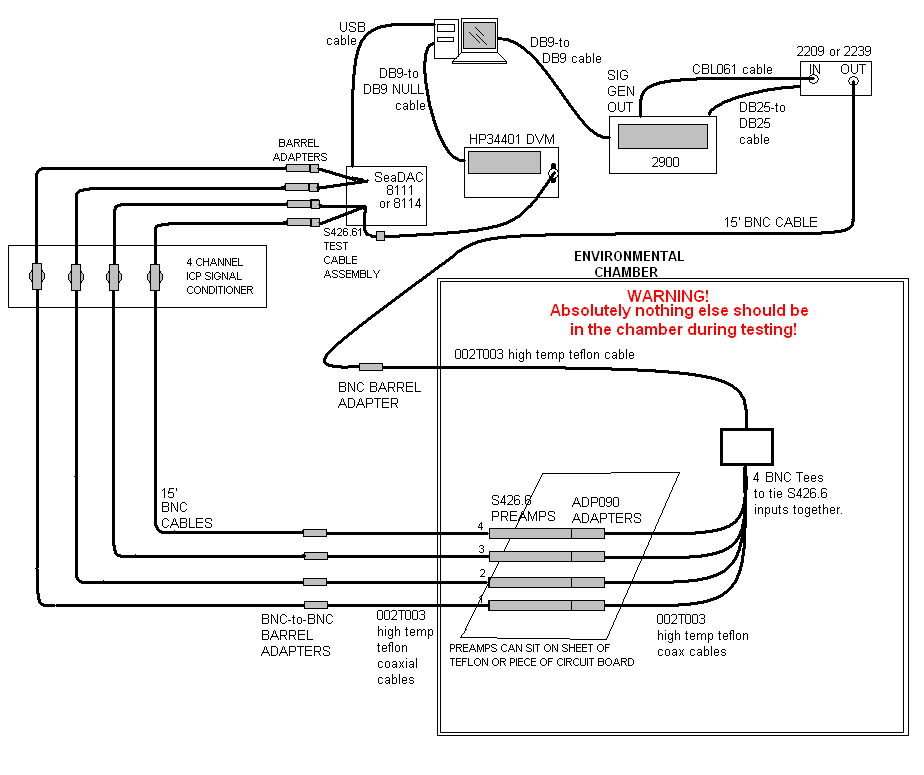 USB
cable
DB9-to
DB9 NULL
cable
DB9-to
DB9 cable
SIG
GEN
OUT
CBL061 cable
2209 or 2239
IN
OUT
DB25-to
DB25
cable
2900
HP34401 DVM
BARREL
ADAPTERS
SeaDAC
8111
or 8114
S426.61
TEST
CABLE
ASSEMBLY
15' BNC CABLE
4 CHANNEL
ICP SIGNAL
CONDITIONER
ENVIRONMENTAL
CHAMBER
WARNING!
Absolutely nothing else should be
in the chamber during testing!
002T003 high temp teflon cable
BNC BARREL
ADAPTER
4 BNC Tees
to tie S426.6
inputs together.
15'
BNC
CABLES
S426.6
PREAMPS
ADP090
ADAPTERS
4
3
2
1
BNC-to-BNC
BARREL
ADAPTERS
002T003
high temp
teflon
coaxial
cables
002T003
high temp teflon
coax cables
PREAMPS CAN SIT ON SHEET OF
TEFLON OR PIECE OF CIRCUIT BOARD